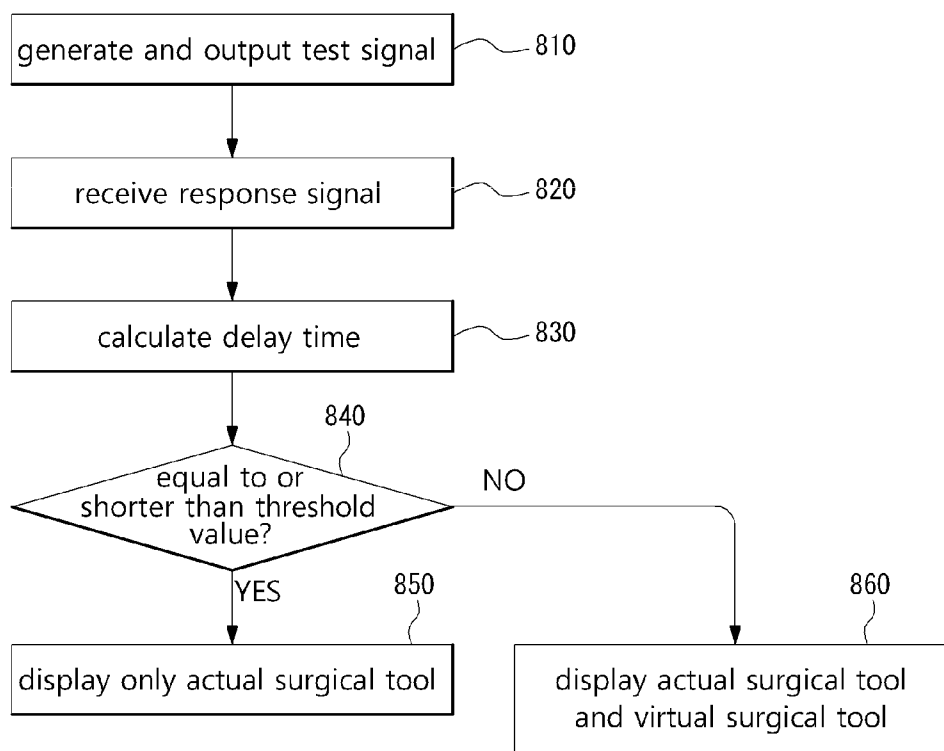 generate and output test signal
810
receive response signal
820
calculate delay time
830
840
equal to or
shorter than threshold
value?
NO
YES
850
display only actual surgical tool
860
display actual surgical tool
and virtual surgical tool